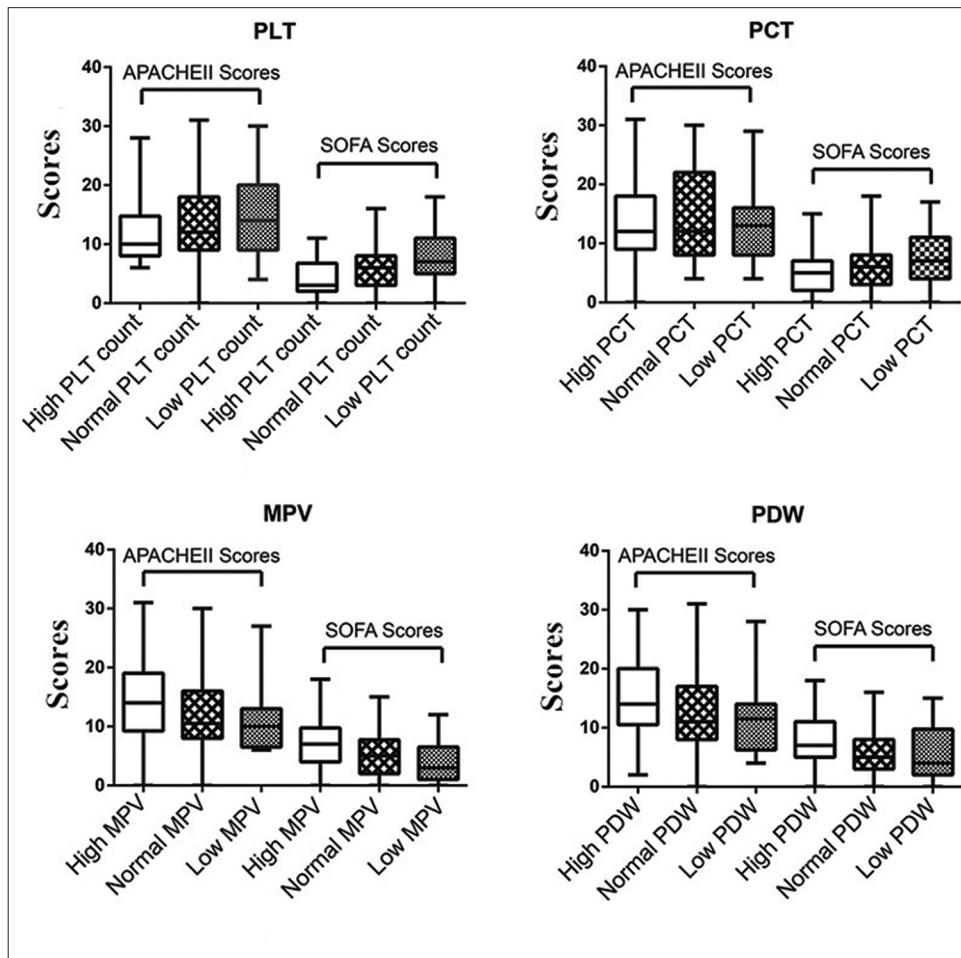 PLT
40
30
20
10
0
Scores
APACHEII Scores
SOFA Scores
High PLT count
Normal PLT count
Low PLT count
High PLT count
Normal PLT count
Low PLT count
PCT
40
30
20
10
0
Scores
APACHEII Scores
SOFA Scores
High PCT
Normal PCT
Low PCT
High PCT
Normal PCT
Low PCT
MPV
40
30
20
10
0
Scores
APACHEII Scores
SOFA Scores
High MPV
Normal MPV
Low MPV
High MPV
Normal MPV
Low MPV
PDW
40
30
20
10
0
Scores
APACHEII Scores
SOFA Scores
High PDW
Normal PDW
Low PDW
High PDW
Normal PDW
Low PDW